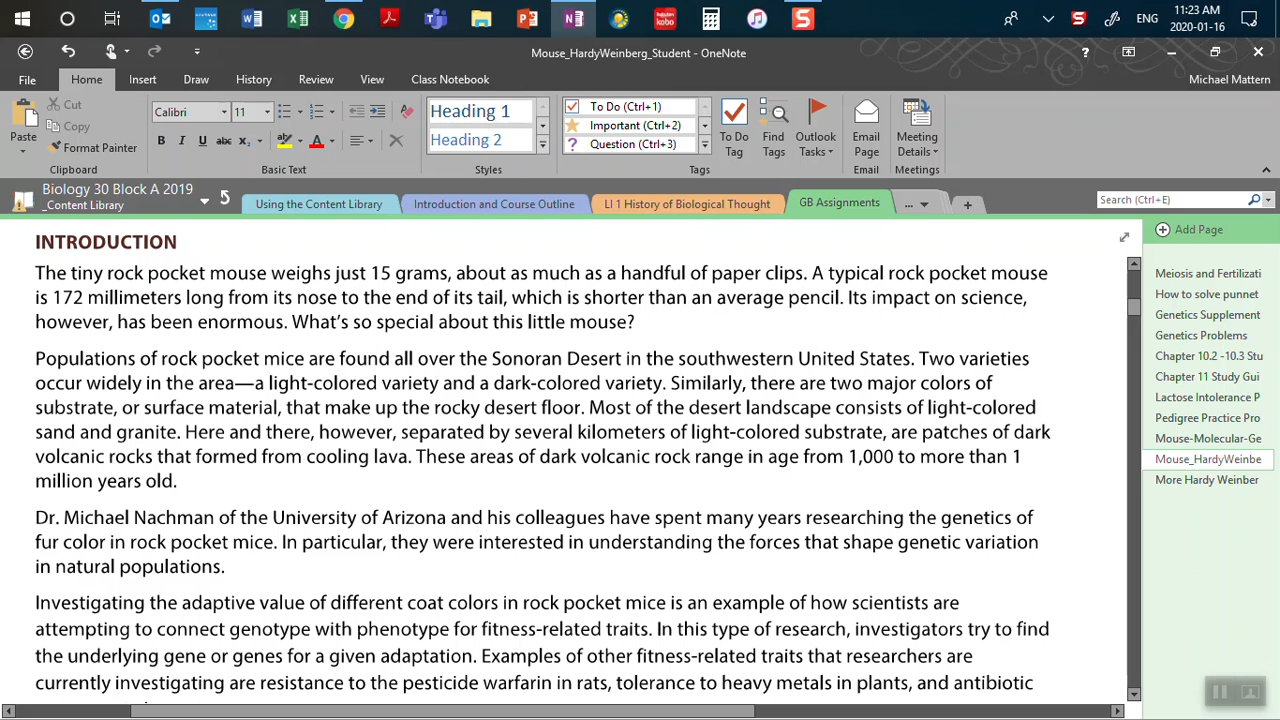 ENG
11:08 AM
2020-01-16
Mouse_HardyWeinberg_Student - OneNote
File
Home
Insert
Draw
History
Review
View
Class Notebook
Michael Mattern
Paste
Cut
Copy
Format Painter
Clipboard
Calibri
11
B I U abc
Basic Text
Heading 1
Heading 2
Styles
To Do (Ctrl+1)
Important (Ctrl+2)
Question (Ctrl+3)
To Do
Tag
Find
Tags
Outlook
Tasks
Tags
Email
Page
Email
Meeting
Details
Meetings
Biology 30 Block A 2019
_Content Library
Using the Content Library
Introduction and Course Outline
LI 1 History of Biological Thought
GB Assignments
...
Search (Ctrl+E)
Add Page
Meiosis and Fertilizati
How to solve punnet
Genetics Supplement
Genetics Problems
Chapter 10.2 -10.3 Stu
Chapter 11 Study Gui
Lactose Intolerance P
Pedigree Practice Pro
Mouse-Molecular-Ge
Mouse_HardyWeinbe
More Hardy Weinber
INTRODUCTION
The tiny rock pocket mouse weighs just 15 grams, about as much as a handful of paper clips. A typical rock pocket mouse
is 172 millimeters long from its nose to the end of its tail, which is shorter than an average pencil. Its impact on science,
however, has been enormous. What's so special about this little mouse?
Populations of rock pocket mice are found all over the Sonoran Desert in the southwestern United States. Two varieties
occur widely in the area—a light-colored variety and a dark-colored variety. Similarly, there are two major colors of
substrate, or surface material, that make up the rocky desert floor. Most of the desert landscape consists of light-colored
sand and granite. Here and there, however, separated by several kilometers of light-colored substrate, are patches of dark
volcanic rocks that formed from cooling lava. These areas of dark volcanic rock range in age from 1,000 to more than 1
million years old.
Dr. Michael Nachman of the University of Arizona and his colleagues have spent many years researching the genetics of
fur color in rock pocket mice. In particular, they were interested in understanding the forces that shape genetic variation
in natural populations.
Investigating the adaptive value of different coat colors in rock pocket mice is an example of how scientists are
attempting to connect genotype with phenotype for fitness-related traits. In this type of research, investigators try to find
the underlying gene or genes for a given adaptation. Examples of other fitness-related traits that researchers are
currently investigating are resistance to the pesticide warfarin in rats, tolerance to heavy metals in plants, and antibiotic